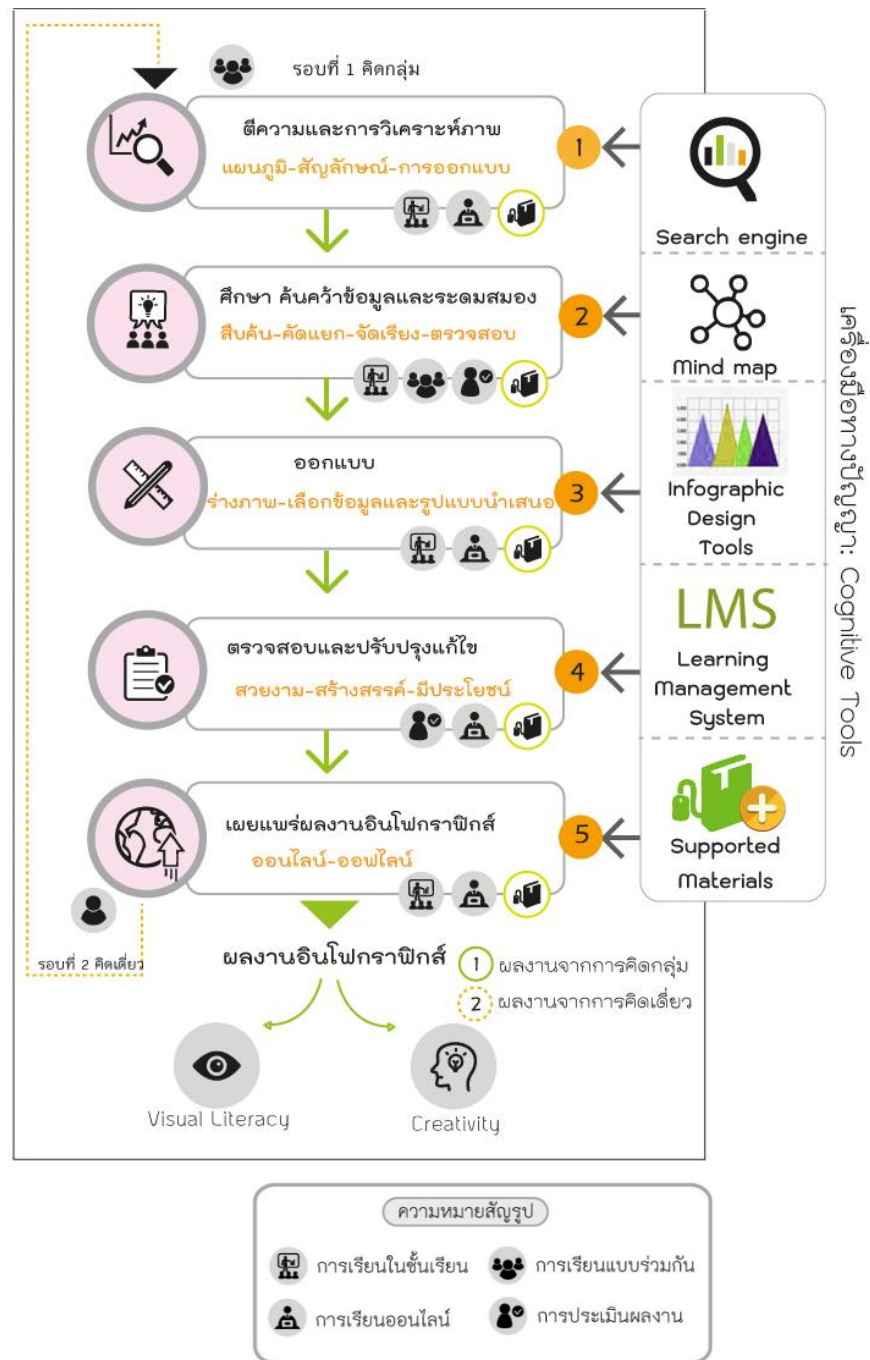 รอบที่ 1 คิดกลุ่ม
ตีความและการวิเคราะห์ภาพ
แผนภูมิ-สัญลักษณ์-การออกแบบ
1
Search engine
ศึกษา ค้นคว้าข้อมูลและระดมสมอง
สืบค้น-คัดแยก-จัดเรียง-ตรวจสอบ
2
Mind map
ออกแบบ
ร่างภาพ-เลือกข้อมูลและรูปแบบนำเสนอ
3
Infographic
Design
Tools
ตรวจสอบและปรับปรุงแก้ไข
สวยงาม-สร้างสรรค์-มีประโยชน์
4
LMS
Learning
Management
System
เผยแพร่ผลงานอินโฟกราฟิกส์
ออนไลน์-ออฟไลน์
5
Supported
Materials
เครื่องมือทางปัญญา: Cognitive Tools
รอบที่ 2 คิดเดี่ยว
ผลงานอินโฟกราฟิกส์
1 ผลงานจากการคิดกลุ่ม
2 ผลงานจากการคิดเดี่ยว
Visual Literacy
Creativity
ความหมายสัญรูป
การเรียนในชั้นเรียน
การเรียนแบบร่วมกัน
การเรียนออนไลน์
การประเมินผลงาน